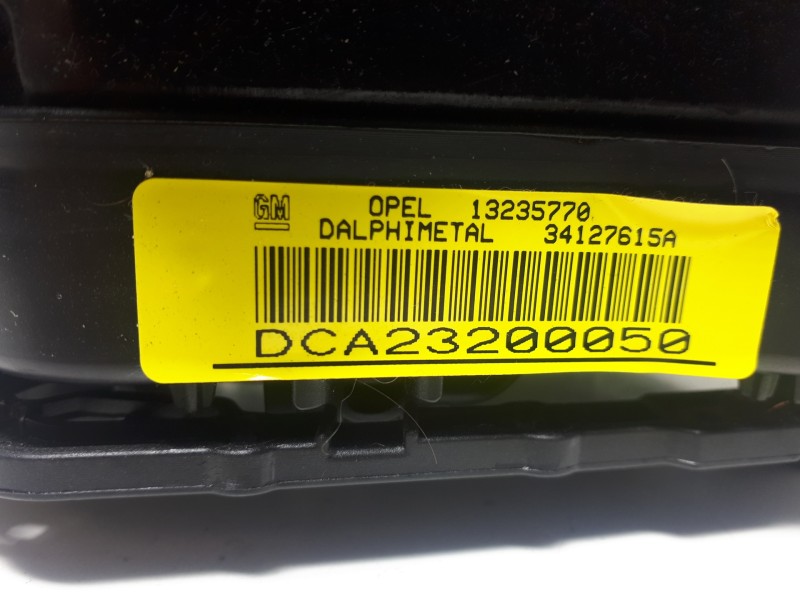 GM OPEL 13235770
DALPHIMETAL 34127615A
DCA23200050